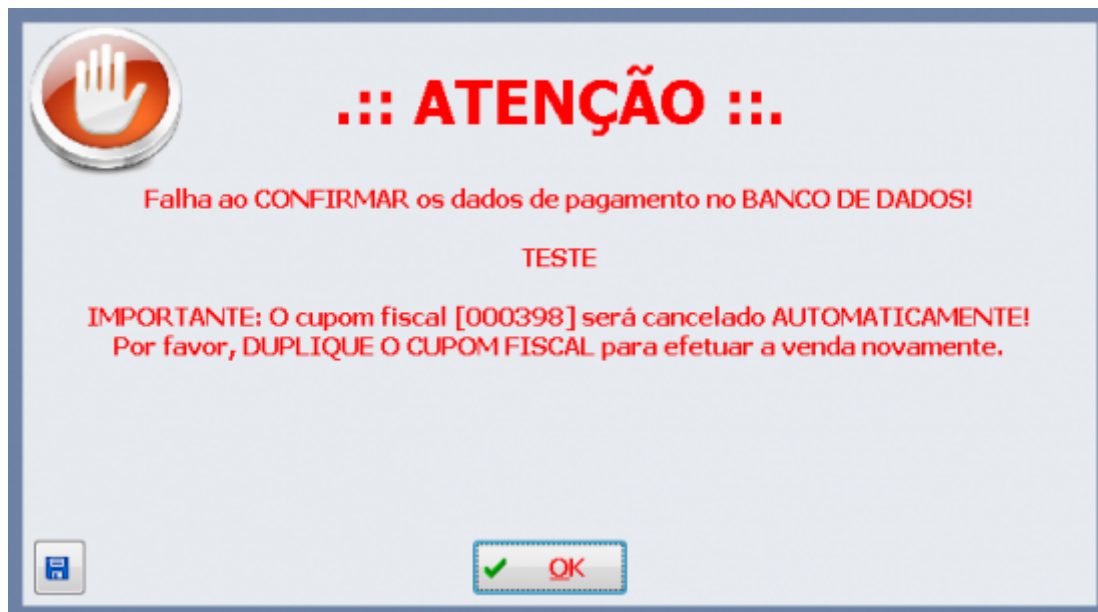 .:: ATENÇÃO ::.
Falha ao CONFIRMAR os dados de pagamento no BANCO DE DADOS!
TESTE
IMPORTANTE: O cupom fiscal [000398] será cancelado AUTOMATICAMENTE!
Por favor, DUPLIQUE O CUPOM FISCAL para efetuar a venda novamente.
OK